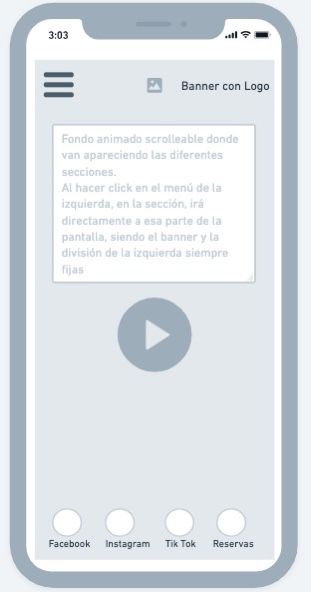 3:03
Banner con Logo
Fondo animado scrolleable donde
van apareciendo las diferentes
secciones.
Al hacer click en el menú de la
izquierda, en la sección, irá
directamente a esa parte de la
pantalla, siendo el banner y la
división de la izquierda siempre
fijas
Facebook Instagram Tik Tok Reservas